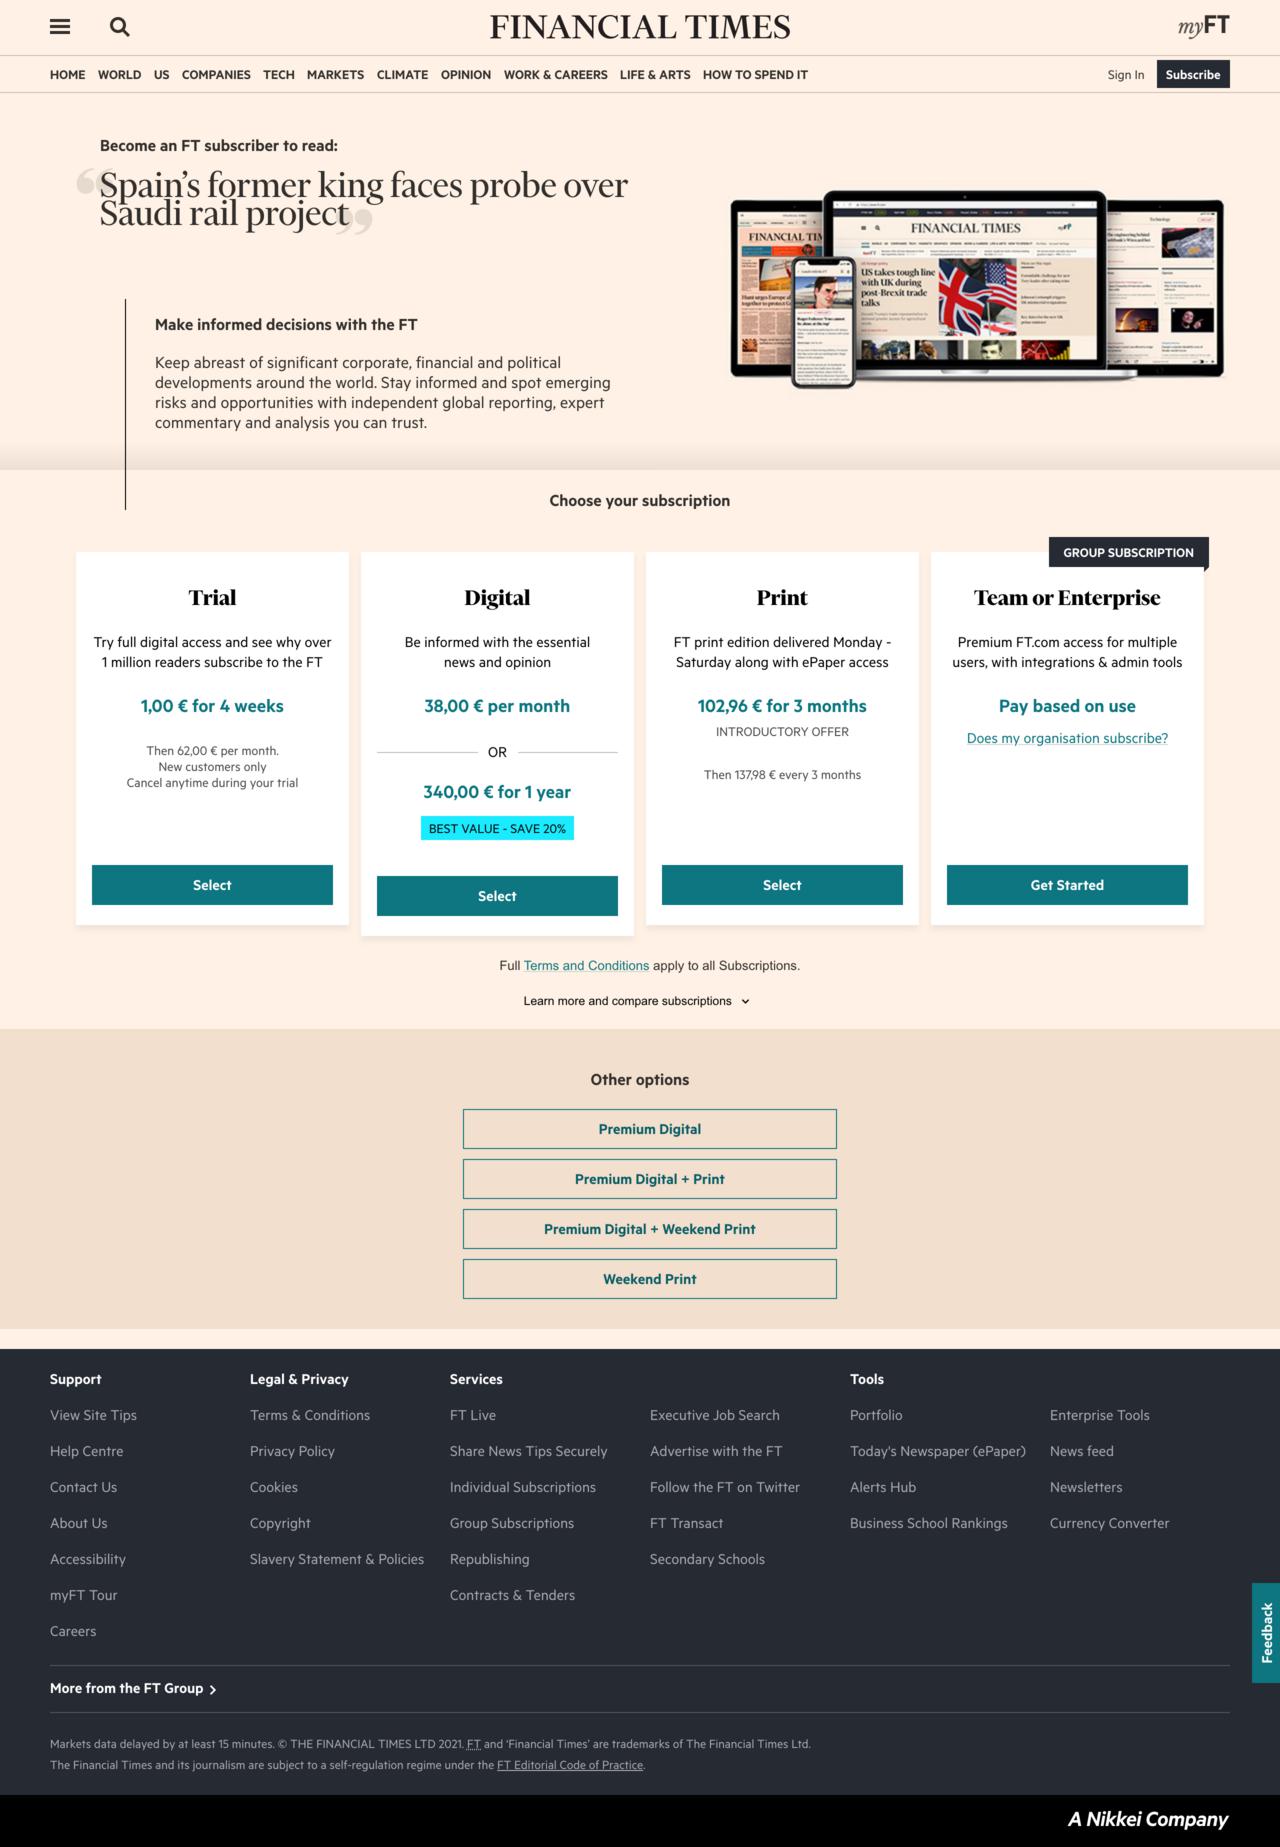 FINANCIAL TIMES
myFT
HOME WORLD US COMPANIES TECH MARKETS CLIMATE OPINION WORK & CAREERS LIFE & ARTS HOW TO SPEND IT
Sign In Subscribe
Become an FT subscriber to read:
“Spain’s former king faces probe over
Saudi rail project”
FINANCIAL TIMES
US takes tough line
with UK during
post-Brexit trade
talks
Make informed decisions with the FT
Keep abreast of significant corporate, financial and political
developments around the world. Stay informed and spot emerging
risks and opportunities with independent global reporting, expert
commentary and analysis you can trust.
Choose your subscription
Trial
Try full digital access and see why over
1 million readers subscribe to the FT
1,00 € for 4 weeks
Then 62,00 € per month.
New customers only
Cancel anytime during your trial
Select
Digital
Be informed with the essential
news and opinion
38,00 € per month
OR
340,00 € for 1 year
BEST VALUE - SAVE 20%
Select
Print
FT print edition delivered Monday -
Saturday along with ePaper access
102,96 € for 3 months
INTRODUCTORY OFFER
Then 137,98 € every 3 months
Select
GROUP SUBSCRIPTION
Team or Enterprise
Premium FT.com access for multiple
users, with integrations & admin tools
Pay based on use
Does my organisation subscribe?
Get Started
Full Terms and Conditions apply to all Subscriptions.
Learn more and compare subscriptions
Other options
Premium Digital
Premium Digital + Print
Premium Digital + Weekend Print
Weekend Print
Support
View Site Tips
Help Centre
Contact Us
About Us
Accessibility
myFT Tour
Careers
Legal & Privacy
Terms & Conditions
Privacy Policy
Cookies
Copyright
Slavery Statement & Policies
Services
FT Live
Share News Tips Securely
Individual Subscriptions
Group Subscriptions
Republishing
Contracts & Tenders
Executive Job Search
Advertise with the FT
Follow the FT on Twitter
FT Transact
Secondary Schools
Tools
Portfolio
Today's Newspaper (ePaper)
Alerts Hub
Business School Rankings
Enterprise Tools
News feed
Newsletters
Currency Converter
Feedback
More from the FT Group
Markets data delayed by at least 15 minutes. © THE FINANCIAL TIMES LTD 2021. FT and ‘Financial Times’ are trademarks of The Financial Times Ltd.
The Financial Times and its journalism are subject to a self-regulation regime under the FT Editorial Code of Practice.
A Nikkei Company